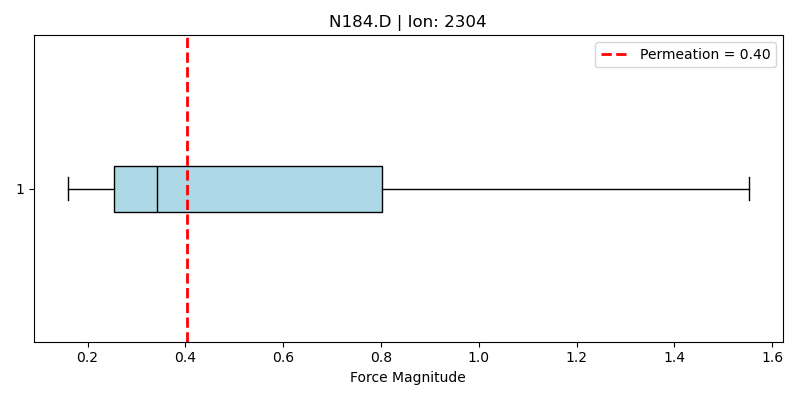 N184.D | Ion: 2304
Permeation = 0.40
1
0.2 0.4 0.6 0.8 1.0 1.2 1.4 1.6
Force Magnitude